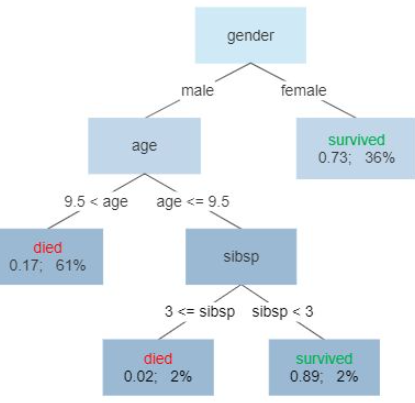 gender
male
female
age
survived
0.73; 36%
9.5 < age
age <= 9.5
died
0.17; 61%
sibsp
3 <= sibsp
sibsp < 3
died
0.02; 2%
survived
0.89; 2%